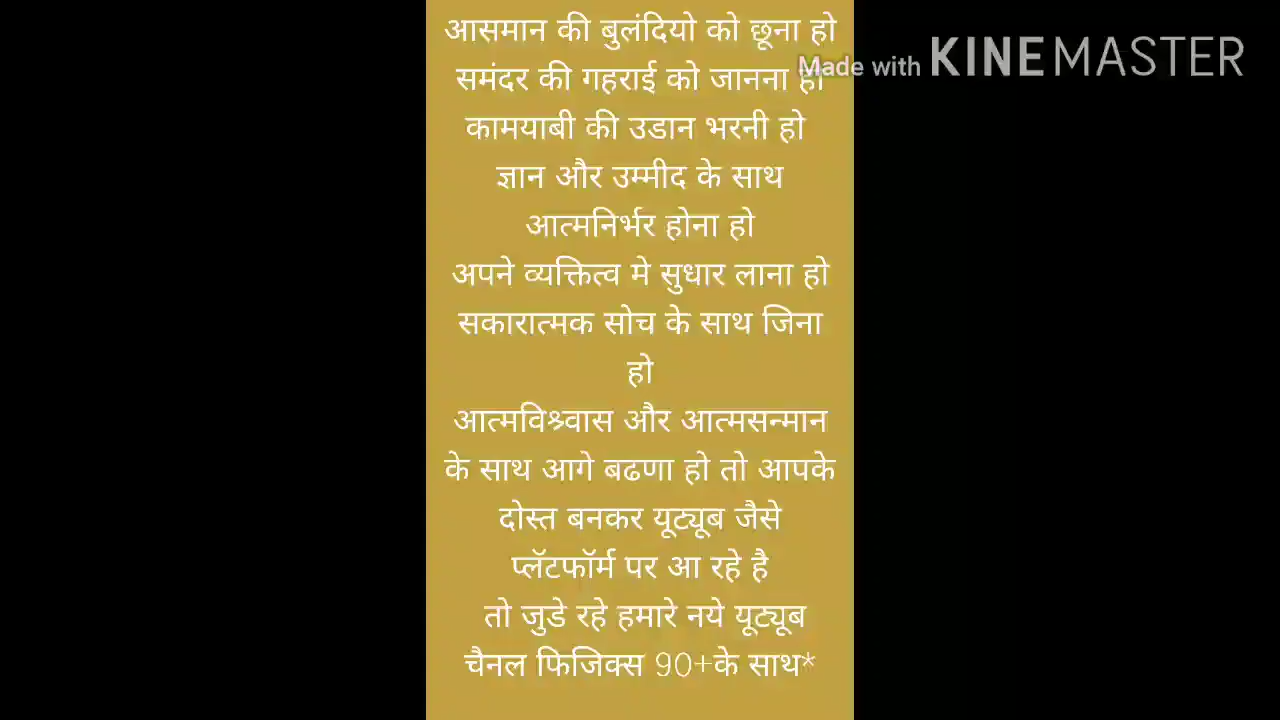 आसमान की बुलंदियो को छूना हो
समंदर की गहराई को जानना हो
Made with KINEMASTER
कामयाबी की उडान भरनी हो
ज्ञान और उम्मीद के साथ
आत्मनिर्भर होना हो
अपने व्यक्तित्व मे सुधार लाना हो
सकारात्मक सोच के साथ जिना
हो
आत्मविश्र्वास और आत्मसन्मान
के साथ आगे बढणा हो तो आपके
दोस्त बनकर यूट्यूब जैसे
प्लॅटफॉर्म पर आ रहे है
तो जुडे रहे हमारे नये यूट्यूब
चैनल फिजिक्स 90+के साथ*